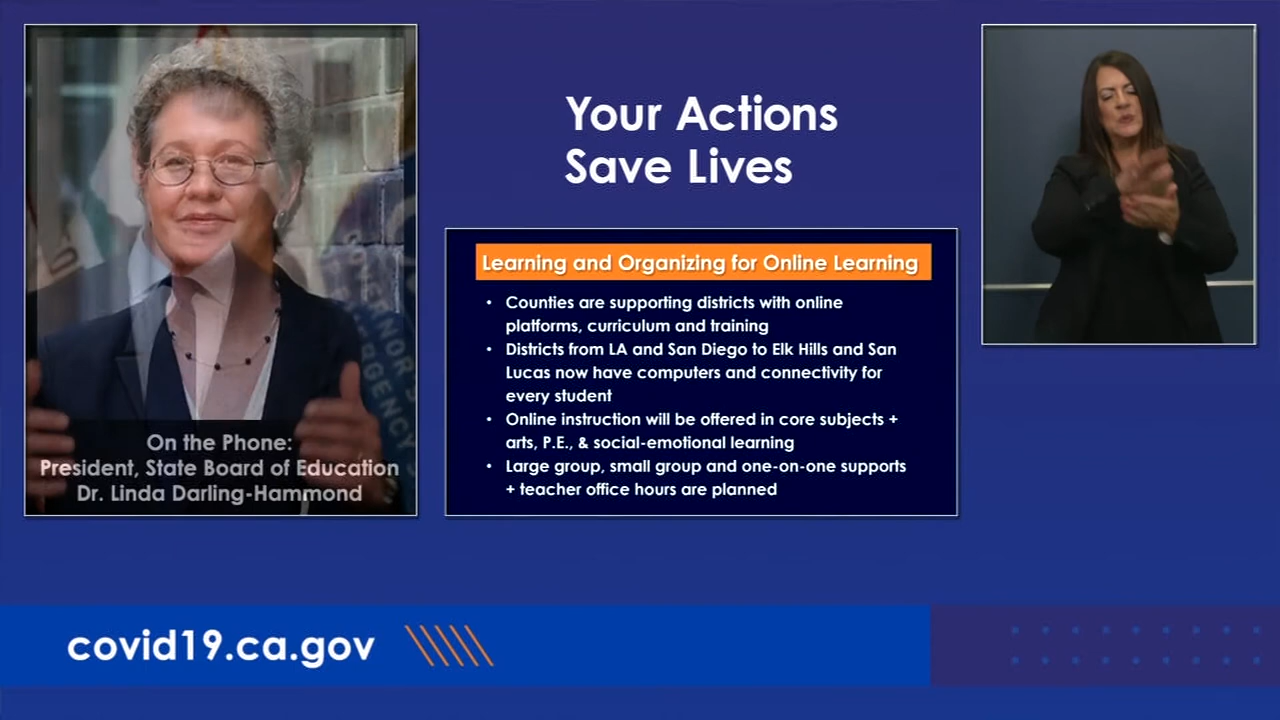 Your Actions
Save Lives
Learning and Organizing for Online Learning
• Counties are supporting districts with online
platforms, curriculum and training
• Districts from LA and San Diego to Elk Hills and San
Lucas now have computers and connectivity for
every student
• Online instruction will be offered in core subjects +
arts, P.E., & social-emotional learning
• Large group, small group and one-on-one supports
+ teacher office hours are planned
On the Phone:
President, State Board of Education
Dr. Linda Darling-Hammond
covid19.ca.gov